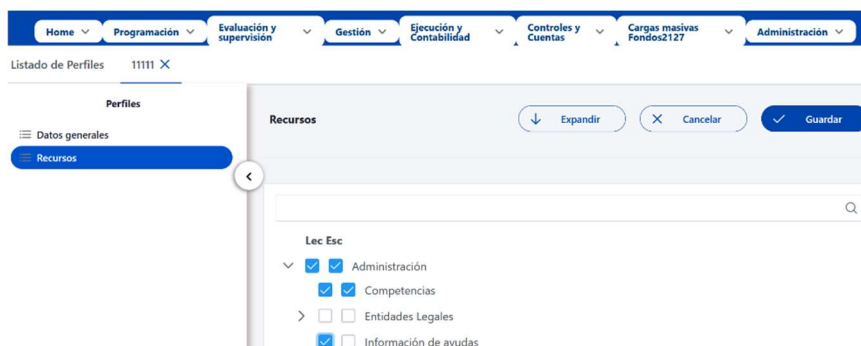 Home Programación Evaluación y supervisión Gestión Ejecución y Contabilidad Controles y Cuentas Cargas masivas Fondos2127 Administración
Listado de Perfiles 11111
Perfiles
Datos generales
Recursos
Recursos Expandir Cancelar Guardar
Lec Esc
Administración
Competencias
Entidades Legales
Información de ayudas